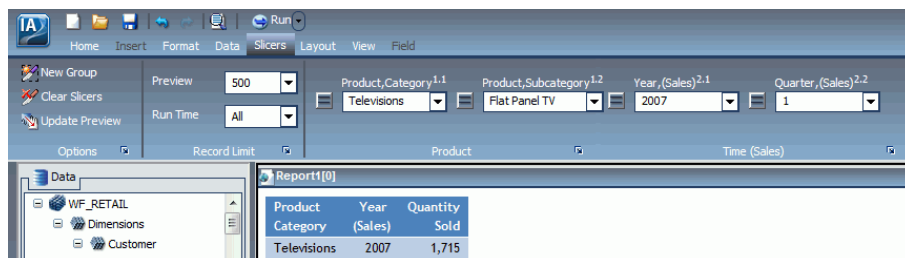 IA
Run
Home Insert Format Data Slicers Layout View Field
New Group
Clear Slicers
Update Preview
Options
Preview 500
Run Time All
Record Limit
Product,Category1.1 Product,Subcategory1.2
Televisions Flat Panel TV
Product
Year,(Sales)2.1 Quarter,(Sales)2.2
2007 1
Time (Sales)
Data
WF_RETAIL
Dimensions
Customer
Report1[0]
Product Year Quantity
Category (Sales) Sold
Televisions 2007 1,715